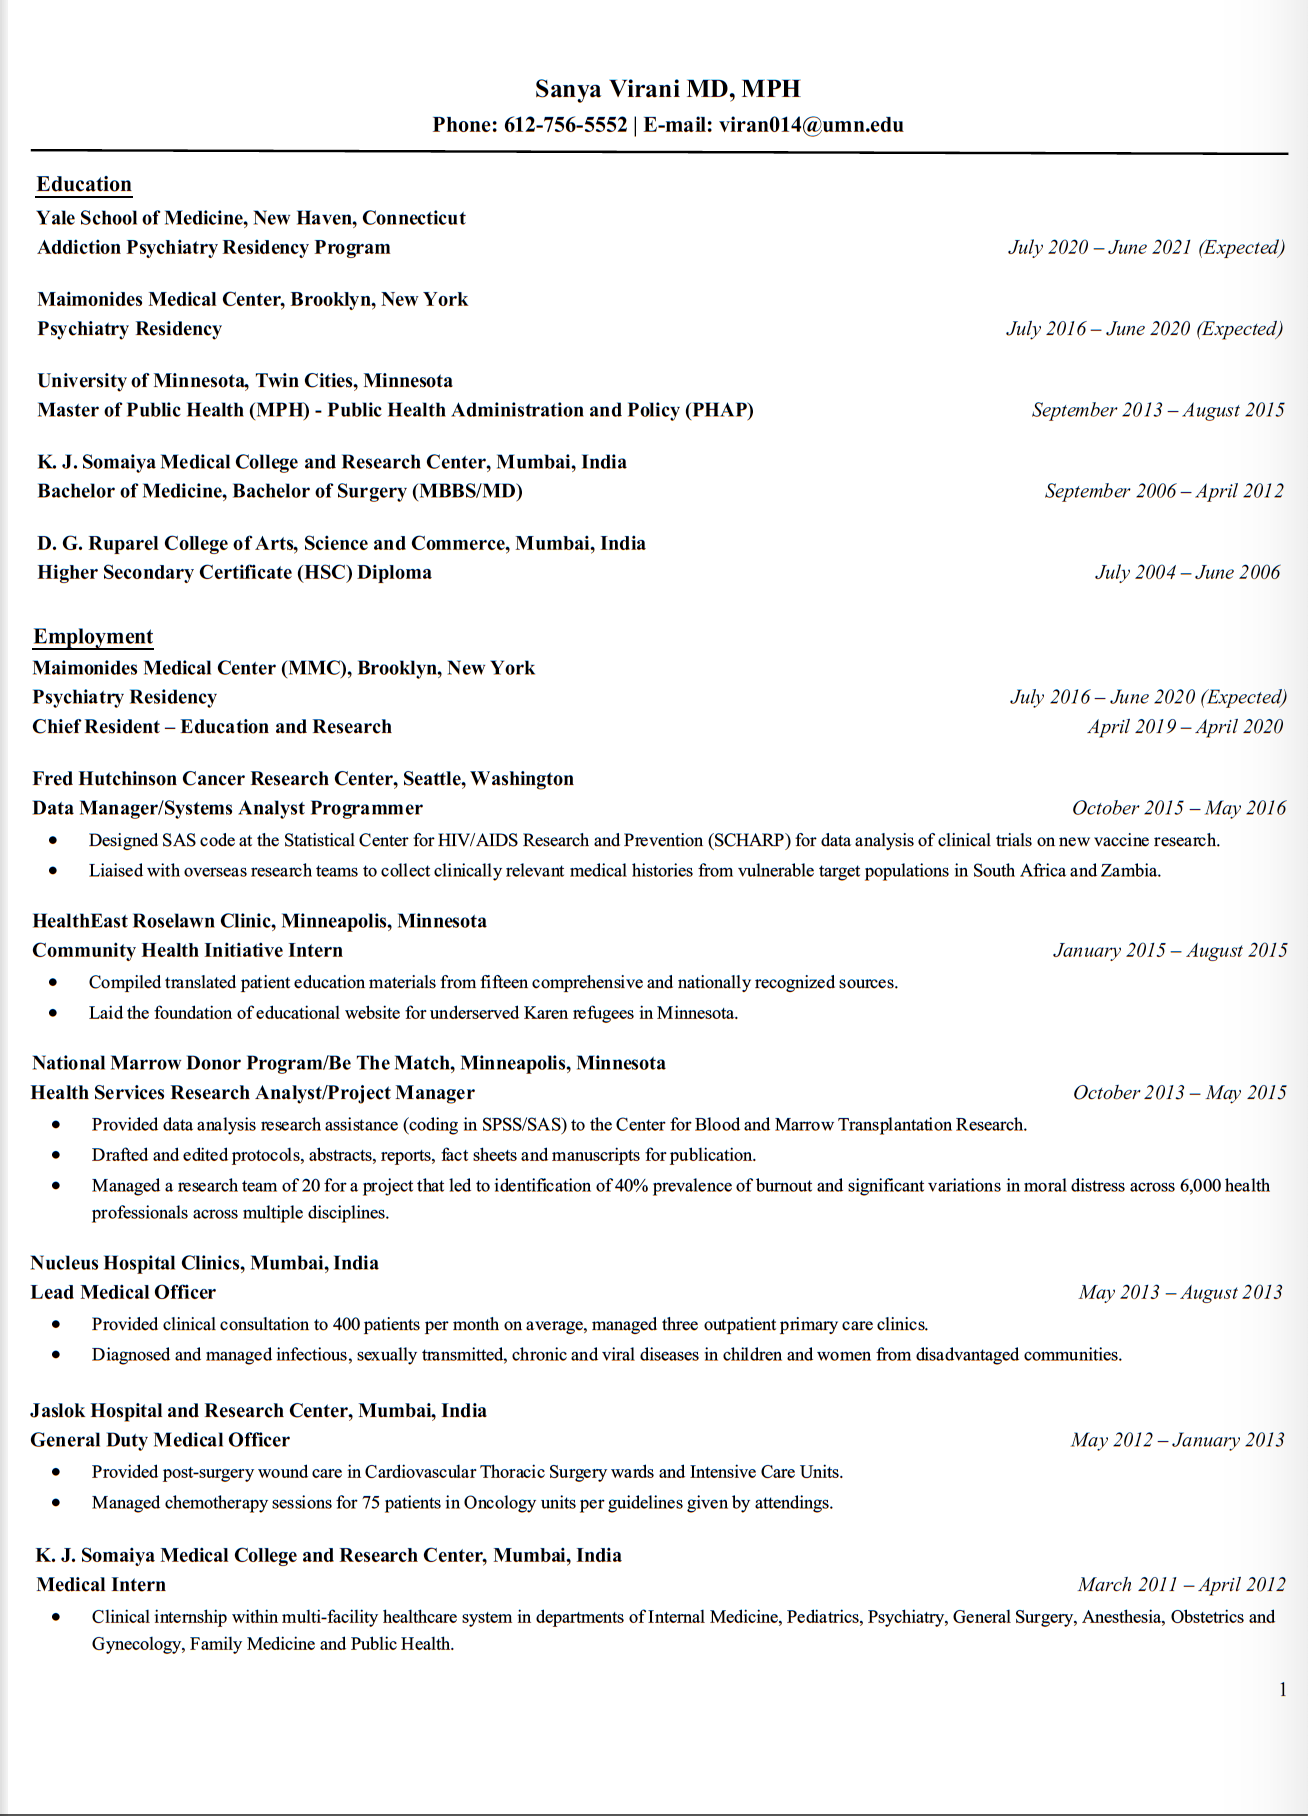 Sanya Virani MD, MPH
Phone: 612-756-5552 | E-mail: viran014@umn.edu
Education
Yale School of Medicine, New Haven, Connecticut
Addiction Psychiatry Residency Program July 2020 – June 2021 (Expected)
Maimonides Medical Center, Brooklyn, New York
Psychiatry Residency July 2016 – June 2020 (Expected)
University of Minnesota, Twin Cities, Minnesota
Master of Public Health (MPH) - Public Health Administration and Policy (PHAP) September 2013 – August 2015
K. J. Somaiya Medical College and Research Center, Mumbai, India
Bachelor of Medicine, Bachelor of Surgery (MBBS/MD) September 2006 – April 2012
D. G. Ruparel College of Arts, Science and Commerce, Mumbai, India
Higher Secondary Certificate (HSC) Diploma July 2004 – June 2006
Employment
Maimonides Medical Center (MMC), Brooklyn, New York
Psychiatry Residency July 2016 – June 2020 (Expected)
Chief Resident – Education and Research April 2019 – April 2020
Fred Hutchinson Cancer Research Center, Seattle, Washington
Data Manager/Systems Analyst Programmer October 2015 – May 2016
• Designed SAS code at the Statistical Center for HIV/AIDS Research and Prevention (SCHARP) for data analysis of clinical trials on new vaccine research.
• Liaised with overseas research teams to collect clinically relevant medical histories from vulnerable target populations in South Africa and Zambia.
HealthEast Roselawn Clinic, Minneapolis, Minnesota
Community Health Initiative Intern January 2015 – August 2015
• Compiled translated patient education materials from fifteen comprehensive and nationally recognized sources.
• Laid the foundation of educational website for underserved Karen refugees in Minnesota.
National Marrow Donor Program/Be The Match, Minneapolis, Minnesota
Health Services Research Analyst/Project Manager October 2013 – May 2015
• Provided data analysis research assistance (coding in SPSS/SAS) to the Center for Blood and Marrow Transplantation Research.
• Drafted and edited protocols, abstracts, reports, fact sheets and manuscripts for publication.
• Managed a research team of 20 for a project that led to identification of 40% prevalence of burnout and significant variations in moral distress across 6,000 health
professionals across multiple disciplines.
Nucleus Hospital Clinics, Mumbai, India
Lead Medical Officer May 2013 – August 2013
• Provided clinical consultation to 400 patients per month on average, managed three outpatient primary care clinics.
• Diagnosed and managed infectious, sexually transmitted, chronic and viral diseases in children and women from disadvantaged communities.
Jaslok Hospital and Research Center, Mumbai, India
General Duty Medical Officer May 2012 – January 2013
• Provided post-surgery wound care in Cardiovascular Thoracic Surgery wards and Intensive Care Units.
• Managed chemotherapy sessions for 75 patients in Oncology units per guidelines given by attendings.
K. J. Somaiya Medical College and Research Center, Mumbai, India
Medical Intern March 2011 – April 2012
• Clinical internship within multi-facility healthcare system in departments of Internal Medicine, Pediatrics, Psychiatry, General Surgery, Anesthesia, Obstetrics and
Gynecology, Family Medicine and Public Health.
1